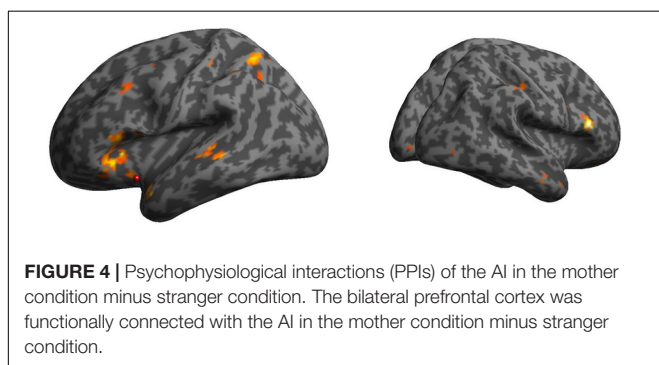 FIGURE 4 | Psychophysiological interactions (PPIs) of the AI in the mother
condition minus stranger condition. The bilateral prefrontal cortex was
functionally connected with the AI in the mother condition minus stranger
condition.